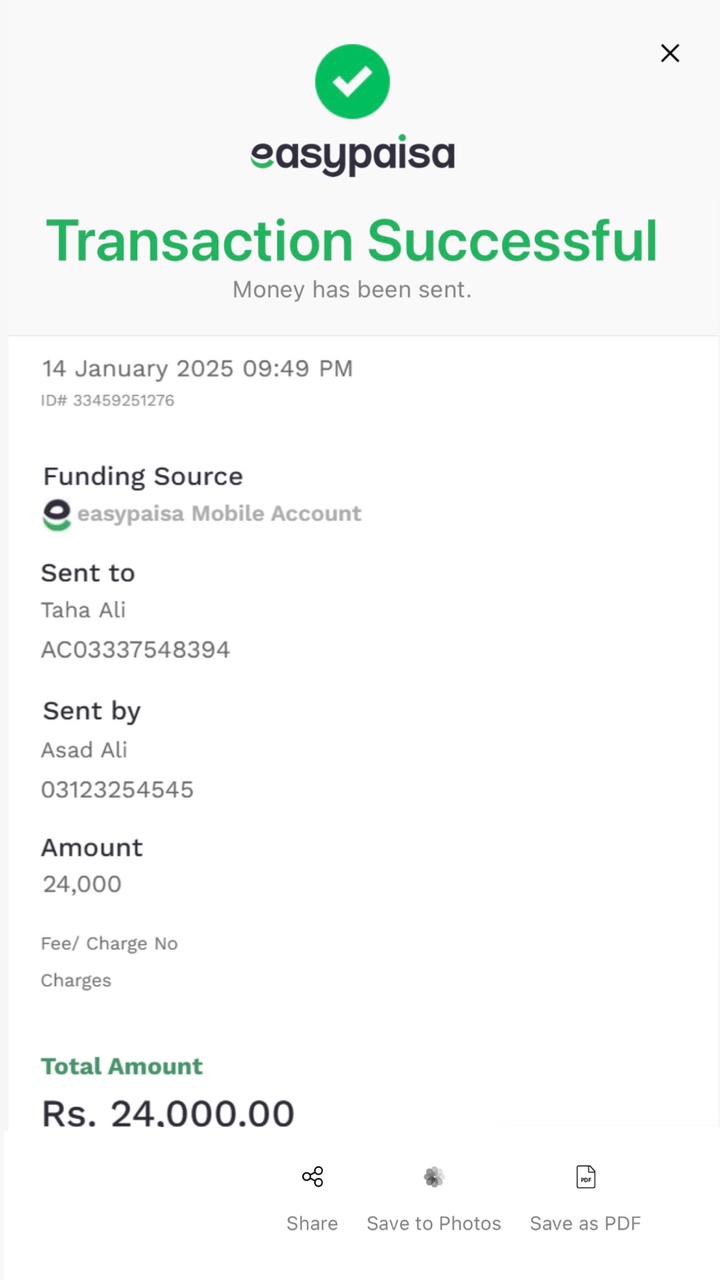 easypaisa
Transaction Successful
Money has been sent.
14 January 2025 09:49 PM
ID# 33459251276
Funding Source
easypaisa Mobile Account
Sent to
Taha Ali
AC03337548394
Sent by
Asad Ali
03123254545
Amount
24,000
Fee/ Charge No
Charges
Total Amount
Rs. 24,000.00
PDF
Share
Save to Photos
Save as PDF